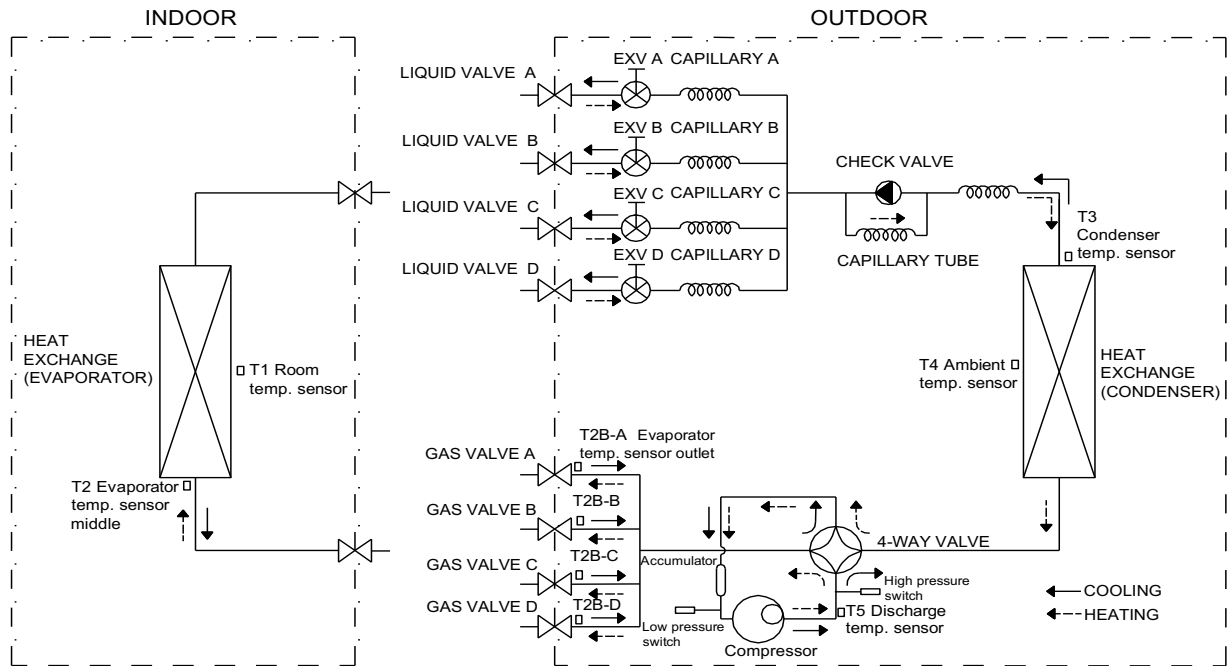 INDOOR
OUTDOOR
LIQUID VALVE A
EXV A CAPILLARY A
LIQUID VALVE B
EXV B CAPILLARY B
LIQUID VALVE C
EXV C CAPILLARY C
LIQUID VALVE D
EXV D CAPILLARY D
CHECK VALVE
CAPILLARY TUBE
T3
Condenser
temp. sensor
HEAT
EXCHANGE
(EVAPORATOR)
T1 Room
temp. sensor
T4 Ambient
temp. sensor
HEAT
EXCHANGE
(CONDENSER)
T2 Evaporator
temp. sensor
middle
GAS VALVE A
T2B-A Evaporator
temp. sensor outlet
GAS VALVE B
T2B-B
GAS VALVE C
T2B-C
GAS VALVE D
T2B-D
Accumulator
4-WAY VALVE
High pressure
switch
Low pressure
switch
T5 Discharge
temp. sensor
Compressor
COOLING
HEATING